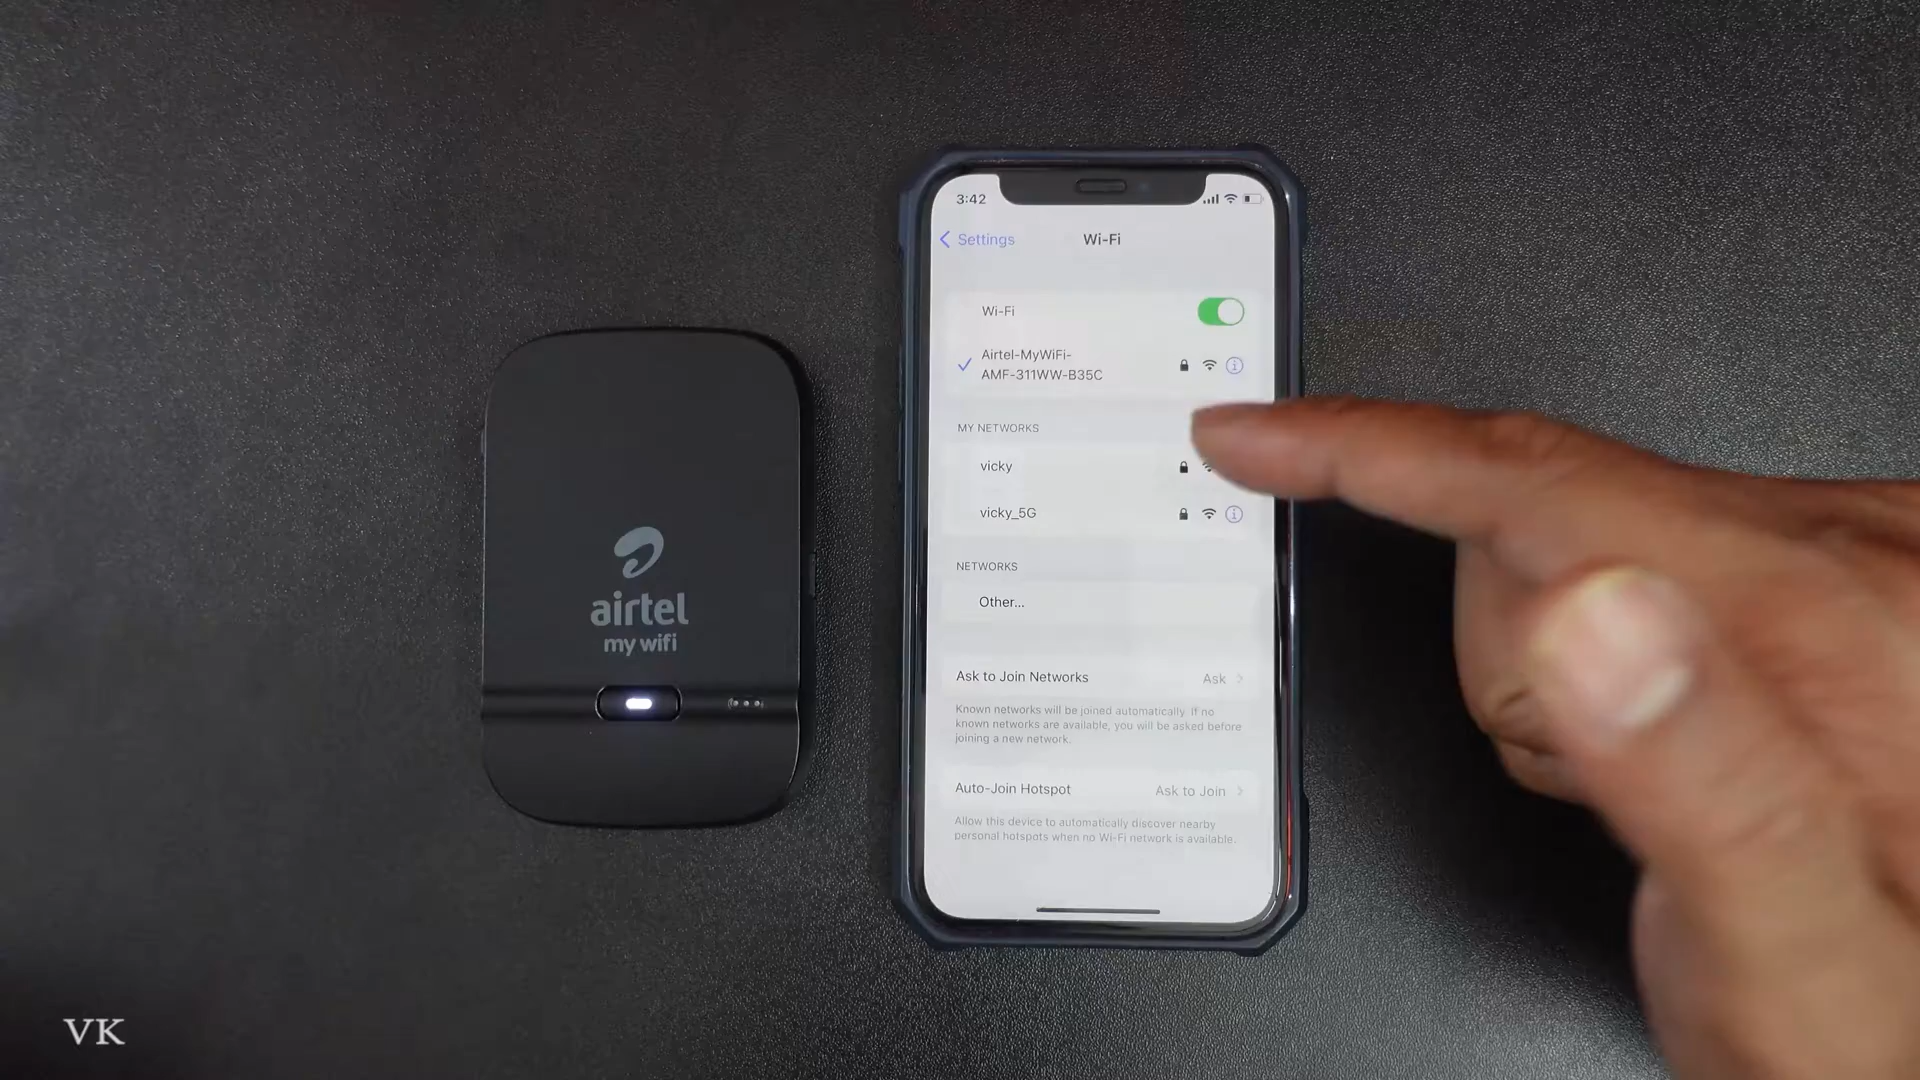 airtel
my wifi
3:42
Settings
Wi-Fi
Wi-Fi
Airtel-MyWiFi-
AMF-311WW-B35C
MY NETWORKS
vicky
vicky_5G
NETWORKS
Other...
Ask to Join Networks
Ask
Known networks will be joined automatically. If no
known networks are available, you will be asked before
joining a new network.
Auto-Join Hotspot
Ask to Join
Allow this device to automatically discover nearby
personal hotspots when no Wi-Fi network is available.
VK